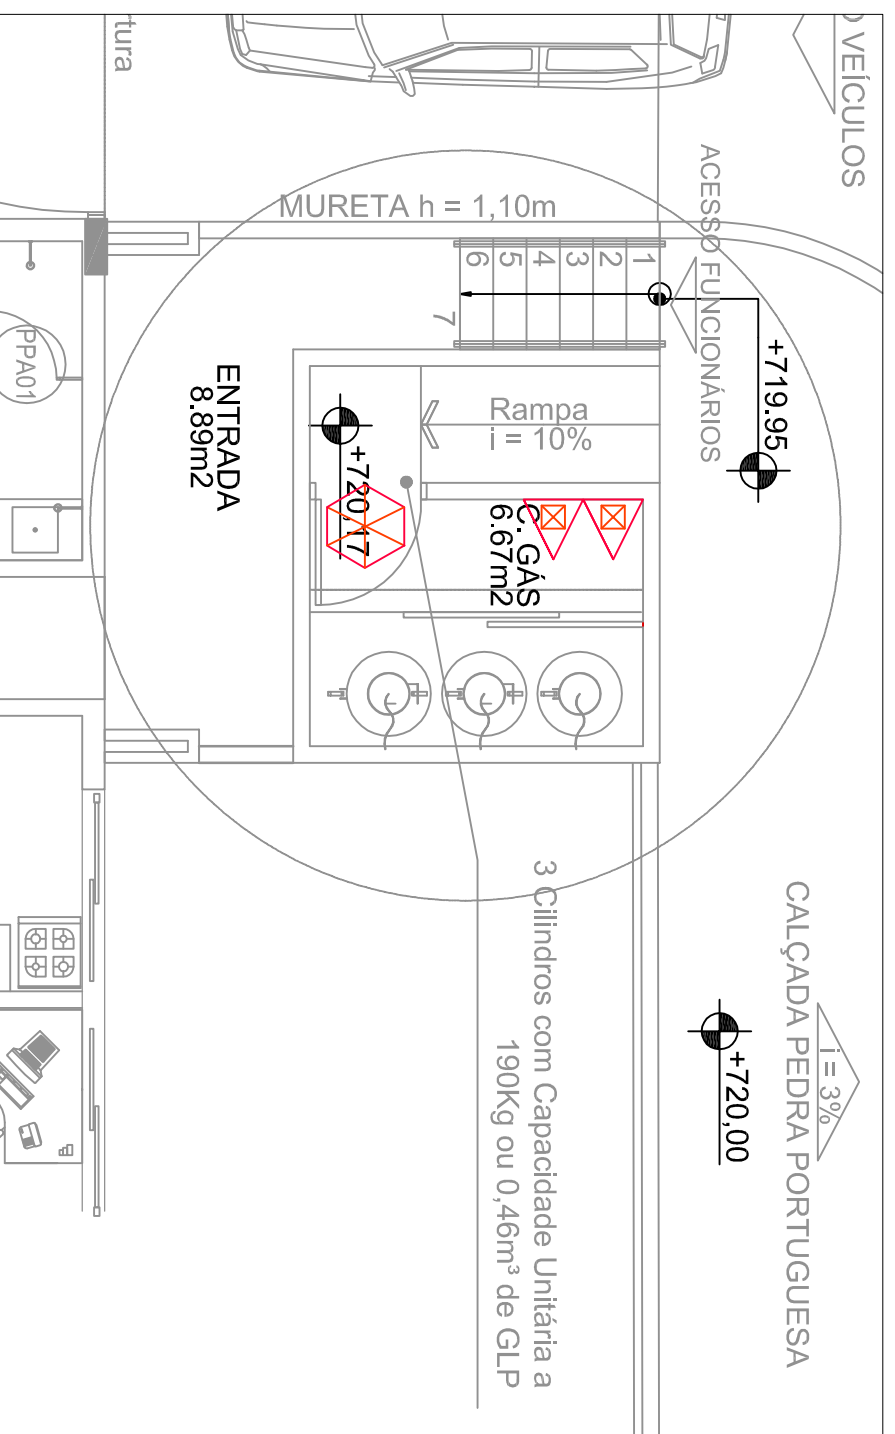 O VEÍCULOS
rtura
ACESSO FUNCIONÁRIOS
MURETA h = 1,10m
1
2
3
4
5
6
7
+719.95
PPA01
ENTRADA
8.89m2
Rampa
i = 10%
+720,17
C. GÁS
6.67m2
3 Cilindros com Capacidade Unitária a
190Kg ou 0,46m³ de GLP
CALÇADA PEDRA PORTUGUESA
i = 3%
+720,00